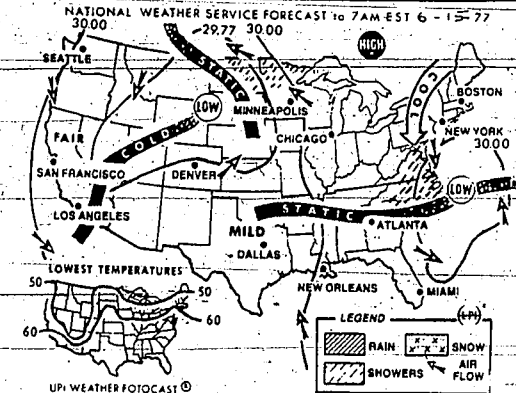 NATIONAL WEATHER SERVICE FORECAST to 7AM EST 6 - 15 - 77
30.00
29.77
30.00
SEATTLE
HIGH
STATIC
LOW
MINNEAPOLIS
COOL
BOSTON
FAIR
COLD
CHICAGO
NEW YORK
30.00
SAN FRANCISCO
DENVER
LOW
LOS ANGELES
STATIC
ATLANTA
MILD
DALLAS
LOWEST TEMPERATURES
NEW ORLEANS
MIAMI
50
50
60
60
LEGEND
UPI
RAIN
SNOW
SHOWERS
AIR FLOW
UPI WEATHER FOTOCAST ®